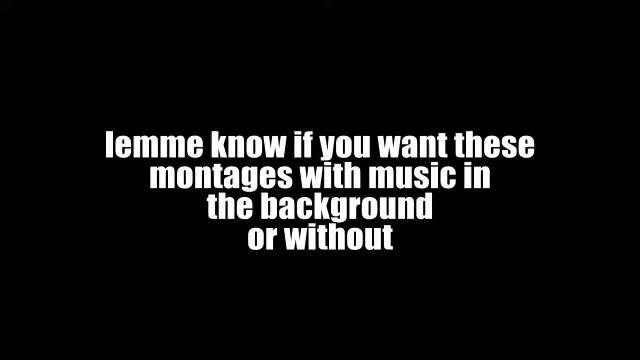 lemme know if you want these
montages with music in
the background
or without